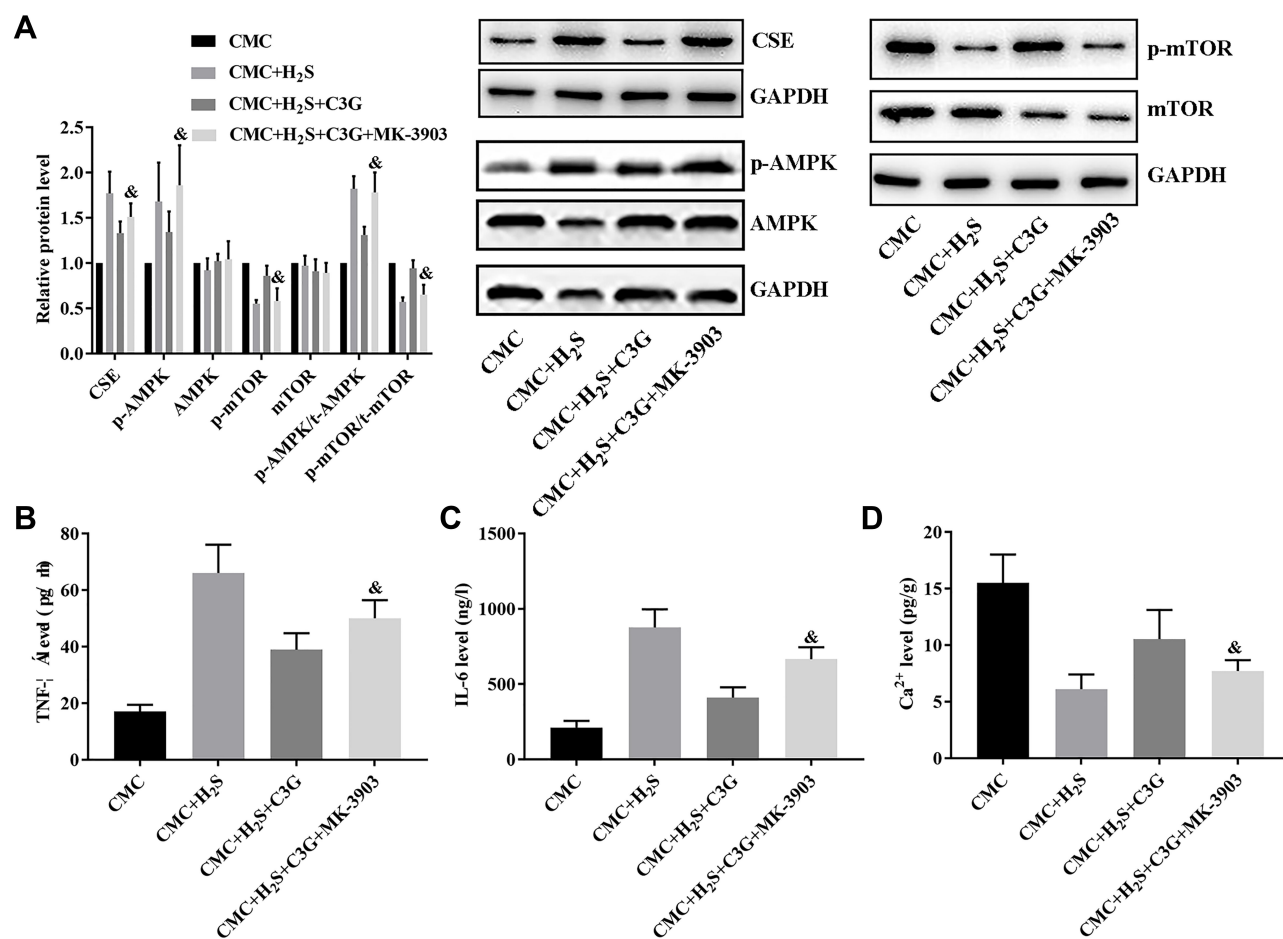 A
CMC
CMC+H₂S
CMC+H₂S+C3G
CMC+H₂S+C3G+MK-3903
Relative protein level
2.5
2.0
1.5
1.0
0.5
0.0
&
&
&
&
&
CSE
p-AMPK
AMPK
p-mTOR
mTOR
p-AMPK/t-AMPK
p-mTOR/t-mTOR
CSE
GAPDH
p-AMPK
AMPK
GAPDH
CMC
CMC+H₂S
CMC+H₂S+C3G
CMC+H₂S+C3G+MK-3903
p-mTOR
mTOR
GAPDH
CMC
CMC+H₂S
CMC+H₂S+C3G
CMC+H₂S+C3G+MK-3903
B
TNF-¦Á level (pg/ml)
80
60
40
20
0
&
CMC
CMC+H₂S
CMC+H₂S+C3G
CMC+H₂S+C3G+MK-3903
C
IL-6 level (ng/l)
1500
1000
500
0
&
CMC
CMC+H₂S
CMC+H₂S+C3G
CMC+H₂S+C3G+MK-3903
D
Ca²⁺ level (pg/g)
20
15
10
5
0
&
CMC
CMC+H₂S
CMC+H₂S+C3G
CMC+H₂S+C3G+MK-3903